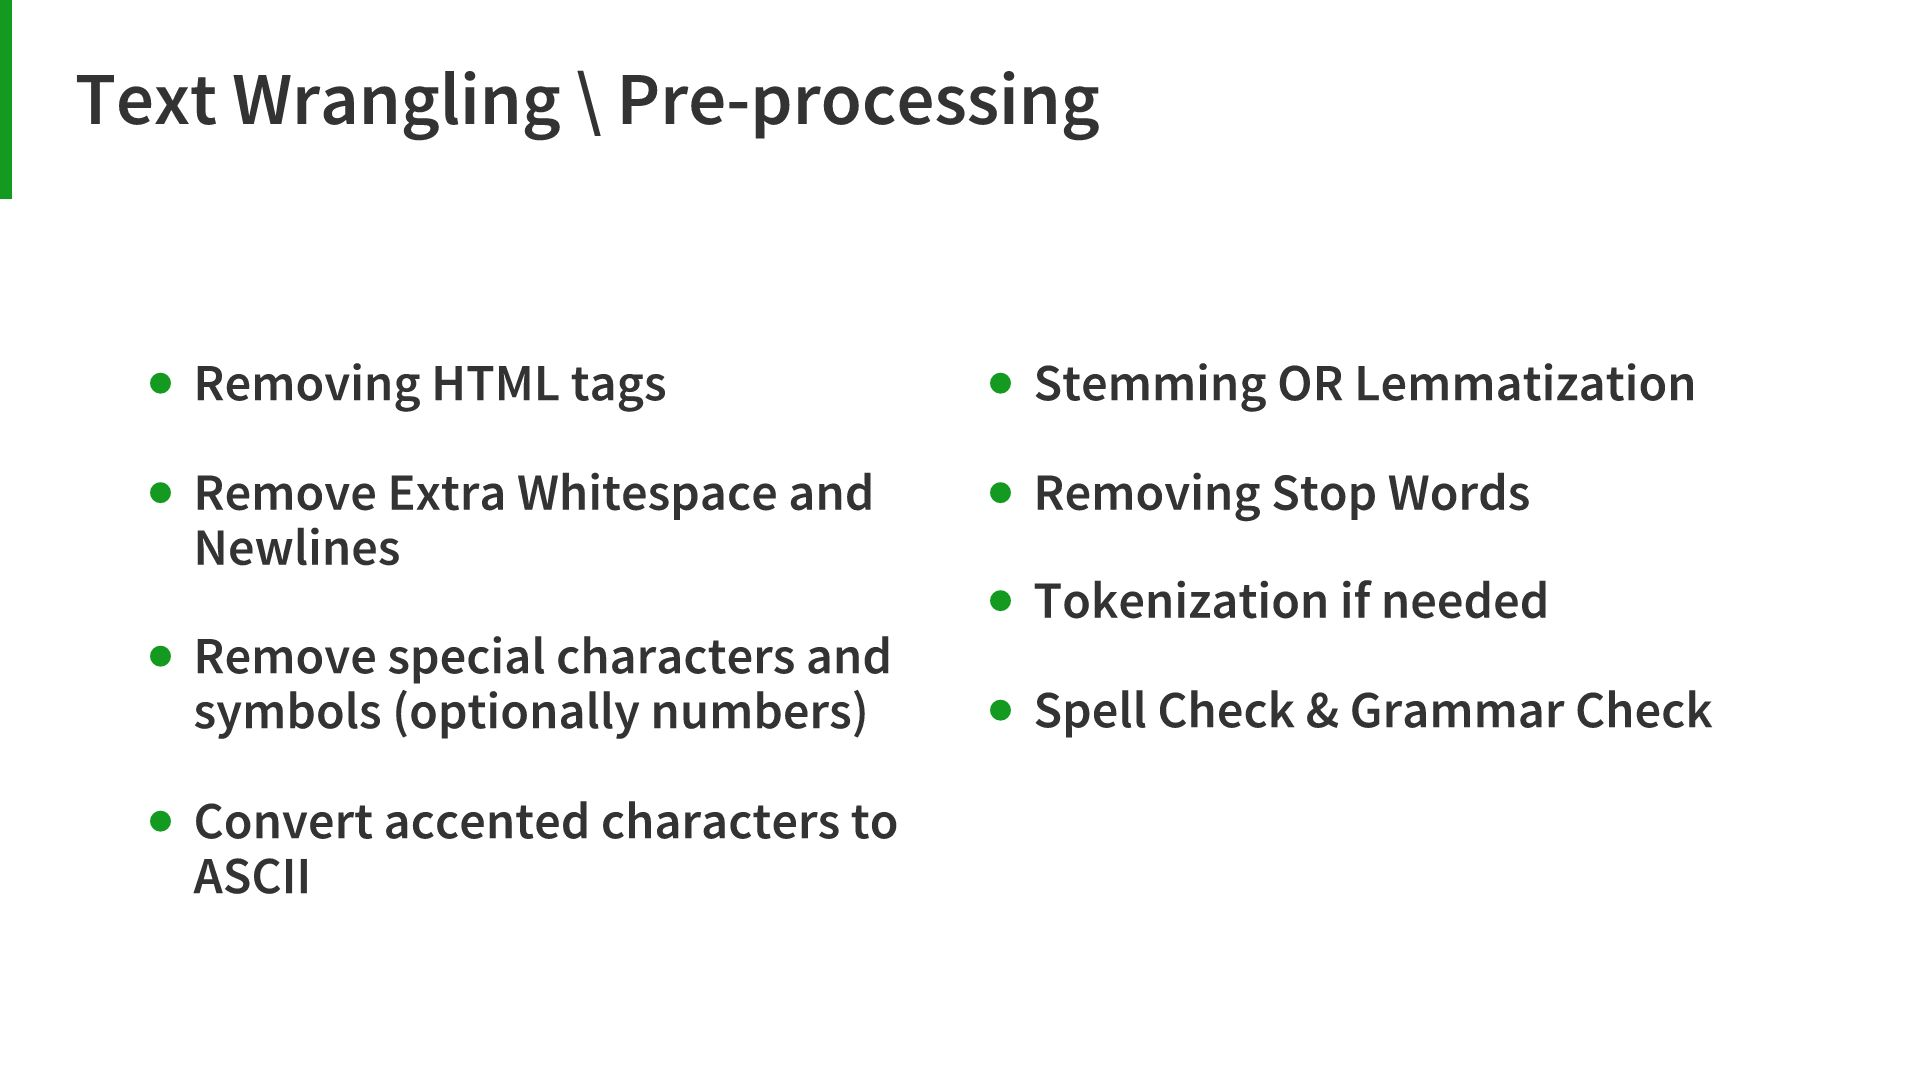 Text Wrangling \ Pre-processing
Removing HTML tags
Remove Extra Whitespace and
Newlines
Remove special characters and
symbols (optionally numbers)
Convert accented characters to
ASCII
Stemming OR Lemmatization
Removing Stop Words
Tokenization if needed
Spell Check & Grammar Check